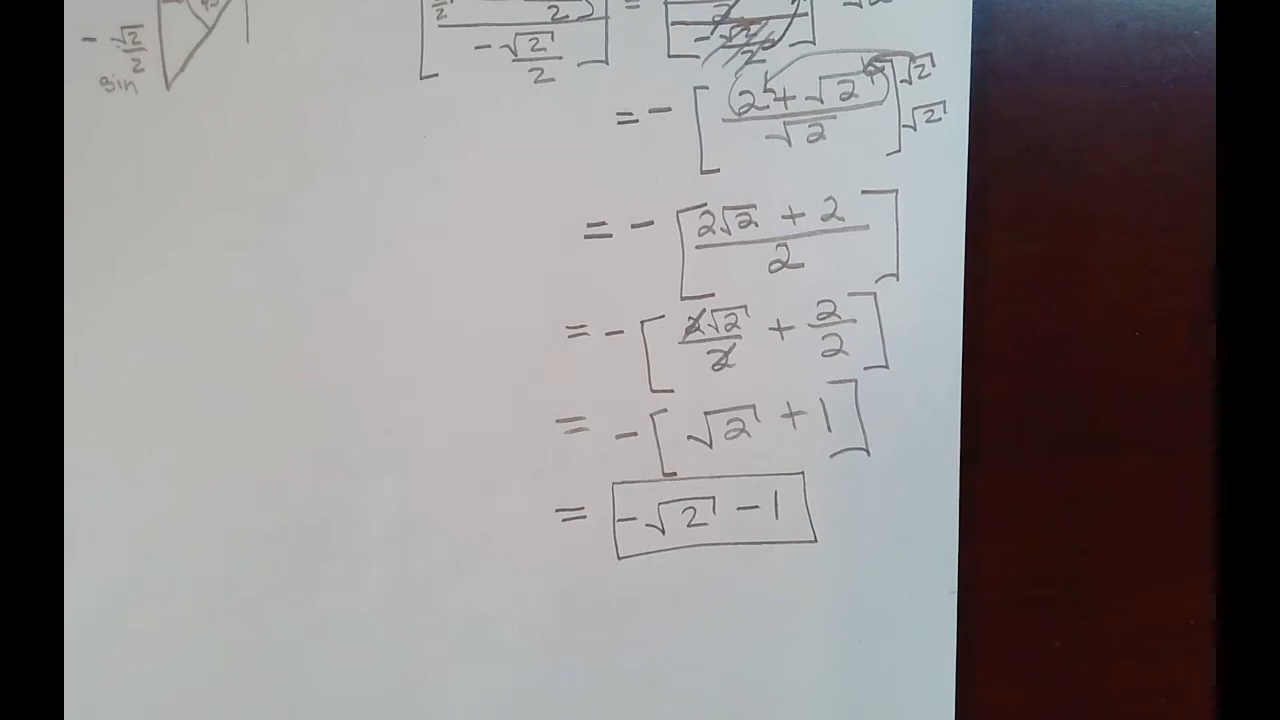 - √2/2
sin
- √2/2
= - [(2 + √2)/√2] √2/√2
= - [(2√2 + 2)/2]
= - [2√2/2 + 2/2]
= - [√2 + 1]
= -√2 - 1